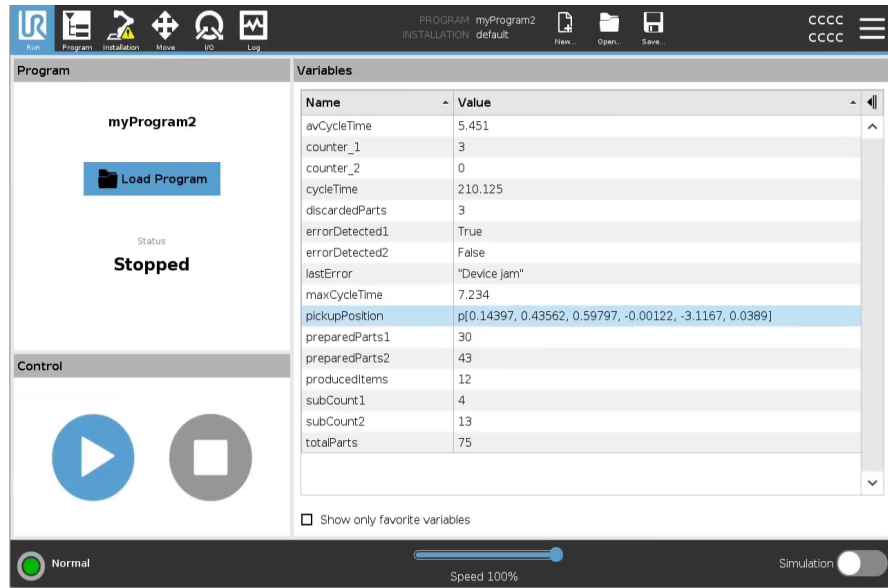 UR
Run
Program
Installation
Move
I/O
Log
PROGRAM myProgram2
INSTALLATION default
New...
Open...
Save...
CCCC
CCCC
Program
myProgram2
Load Program
Status
Stopped
Control
Variables
Name Value
avCycleTime 5.451
counter_1 3
counter_2 0
cycleTime 210.125
discardedParts 3
errorDetected1 True
errorDetected2 False
lastError "Device jam"
maxCycleTime 7.234
pickupPosition p[0.14397, 0.43562, 0.59797, -0.00122, -3.1167, 0.0389]
preparedParts1 30
preparedParts2 43
producedItems 12
subCount1 4
subCount2 13
totalParts 75
Show only favorite variables
Normal
Speed 100%
Simulation